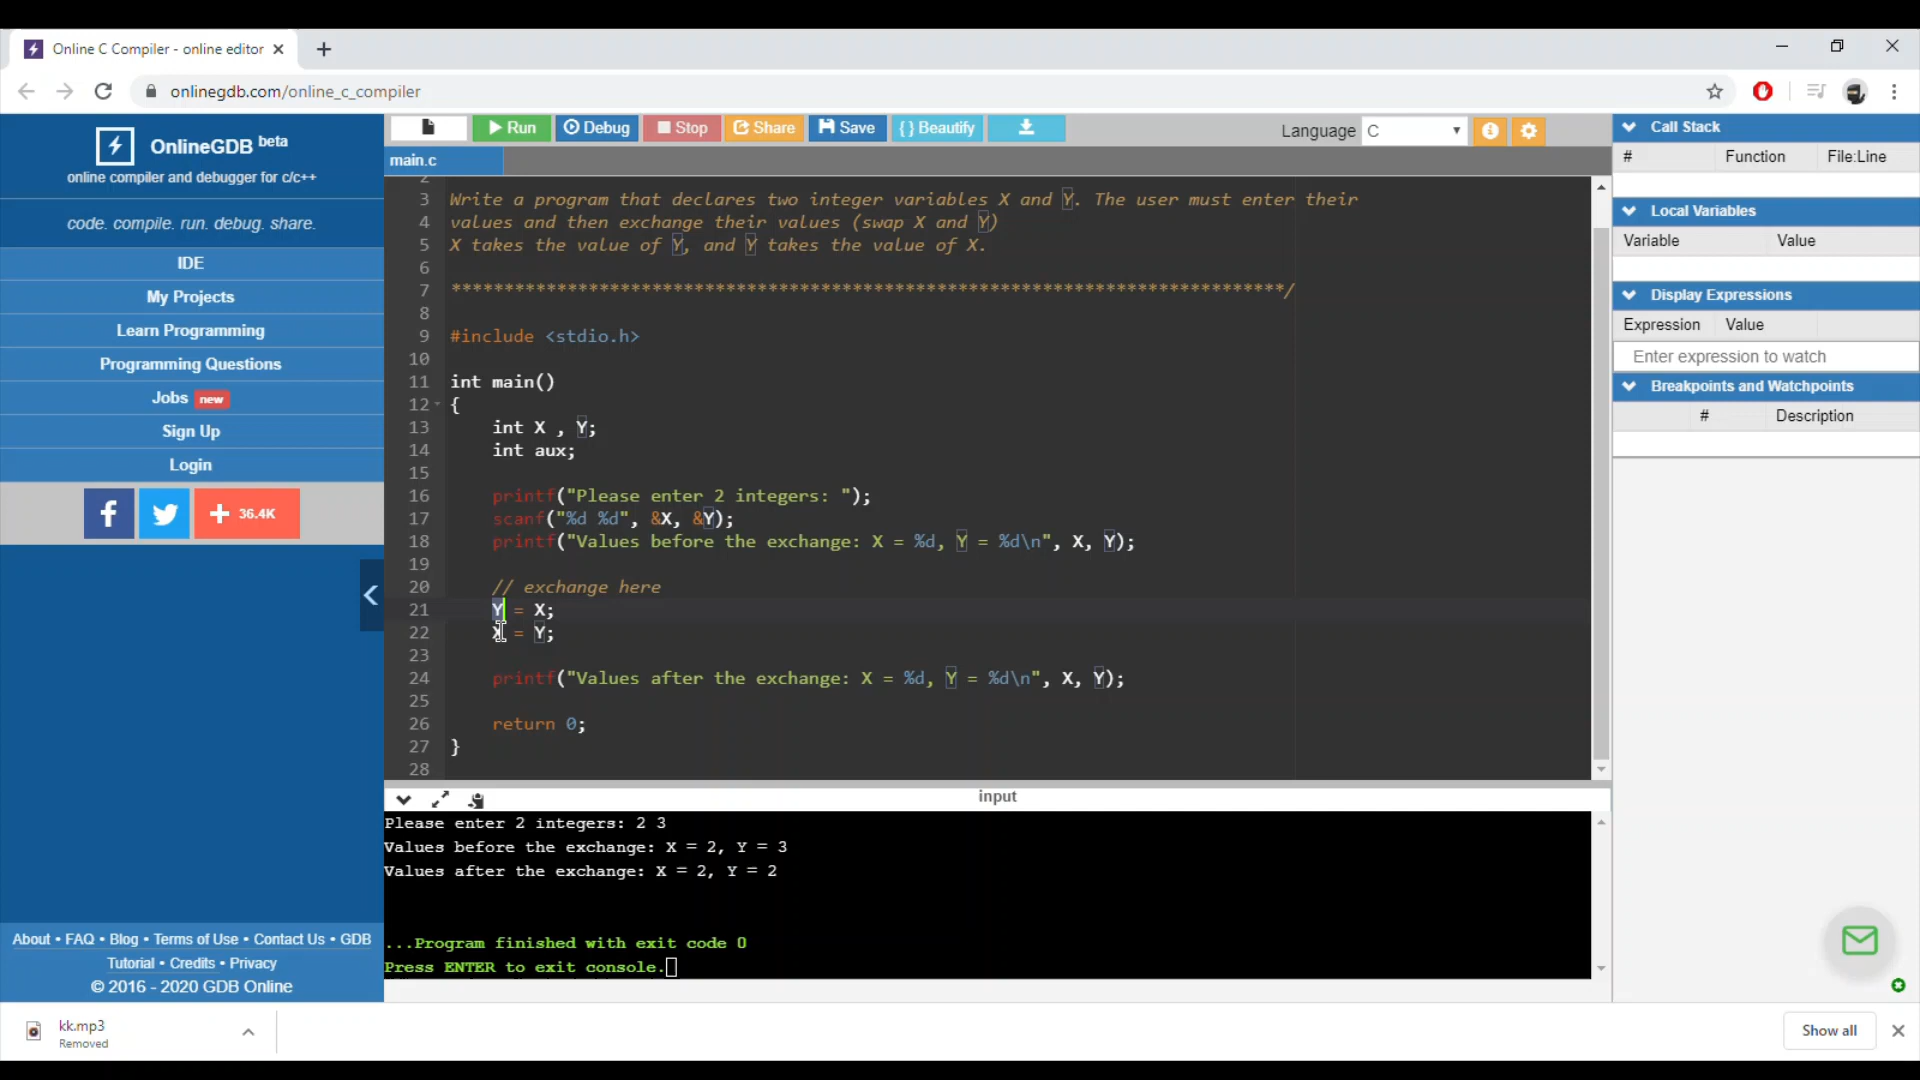 Online C Compiler - online editor
onlinegdb.com/online_c_compiler
OnlineGDB beta
online compiler and debugger for c/c++
code. compile. run. debug. share.
IDE
My Projects
Learn Programming
Programming Questions
Jobs new
Sign Up
Login
f + 36.4K
About • FAQ • Blog • Terms of Use • Contact Us • GDB
Tutorial • Credits • Privacy
© 2016 - 2020 GDB Online
Run Debug Stop Share Save { } Beautify
Language C
main.c
2
3 Write a program that declares two integer variables X and Y. The user must enter their
4 values and then exchange their values (swap X and Y)
5 X takes the value of Y, and Y takes the value of X.
6
7 *******************************************************************************/
8
9 #include <stdio.h>
10
11 int main()
12 {
13 int X , Y;
14 int aux;
15
16 printf("Please enter 2 integers: ");
17 scanf("%d %d", &X, &Y);
18 printf("Values before the exchange: X = %d, Y = %d\n", X, Y);
19
20 // exchange here
21 Y = X;
22 X = Y;
23
24 printf("Values after the exchange: X = %d, Y = %d\n", X, Y);
25
26 return 0;
27 }
28
input
Please enter 2 integers: 2 3
Values before the exchange: X = 2, Y = 3
Values after the exchange: X = 2, Y = 2
...Program finished with exit code 0
Press ENTER to exit console.
Call Stack
# Function File:Line
Local Variables
Variable Value
Display Expressions
Expression Value
Enter expression to watch
Breakpoints and Watchpoints
# Description
kk.mp3
Removed
Show all